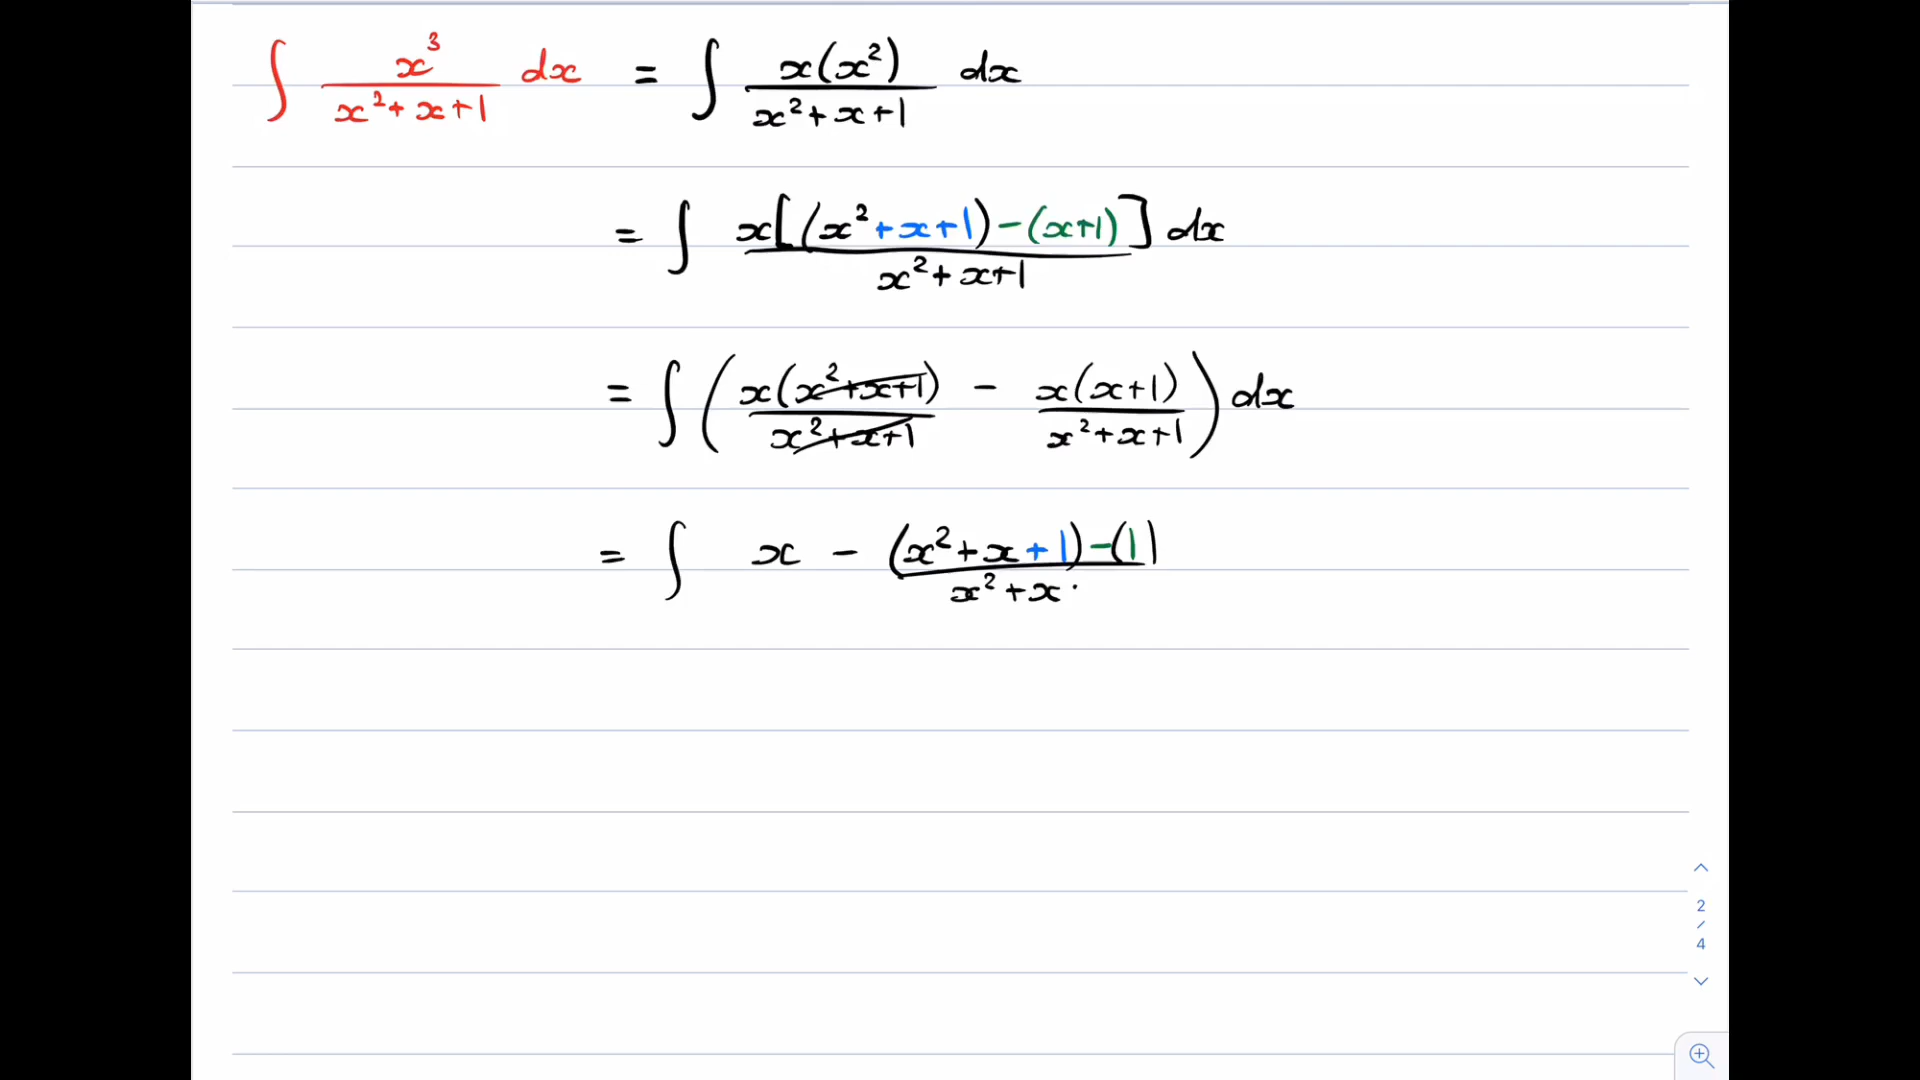 ∫ x³/(x²+x+1) dx = ∫ x(x²)/(x²+x+1) dx
= ∫ x[(x²+x+1)-(x+1)]/(x²+x+1) dx
= ∫ (x(x²+x+1)/(x²+x+1) - x(x+1)/(x²+x+1)) dx
= ∫ x - ((x²+x+1)-(1)/(x²+x
2
/
4